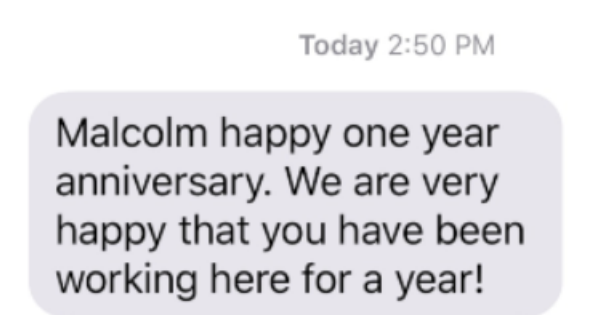 Today 2:50 PM
Malcolm happy one year
anniversary. We are very
happy that you have been
working here for a year!